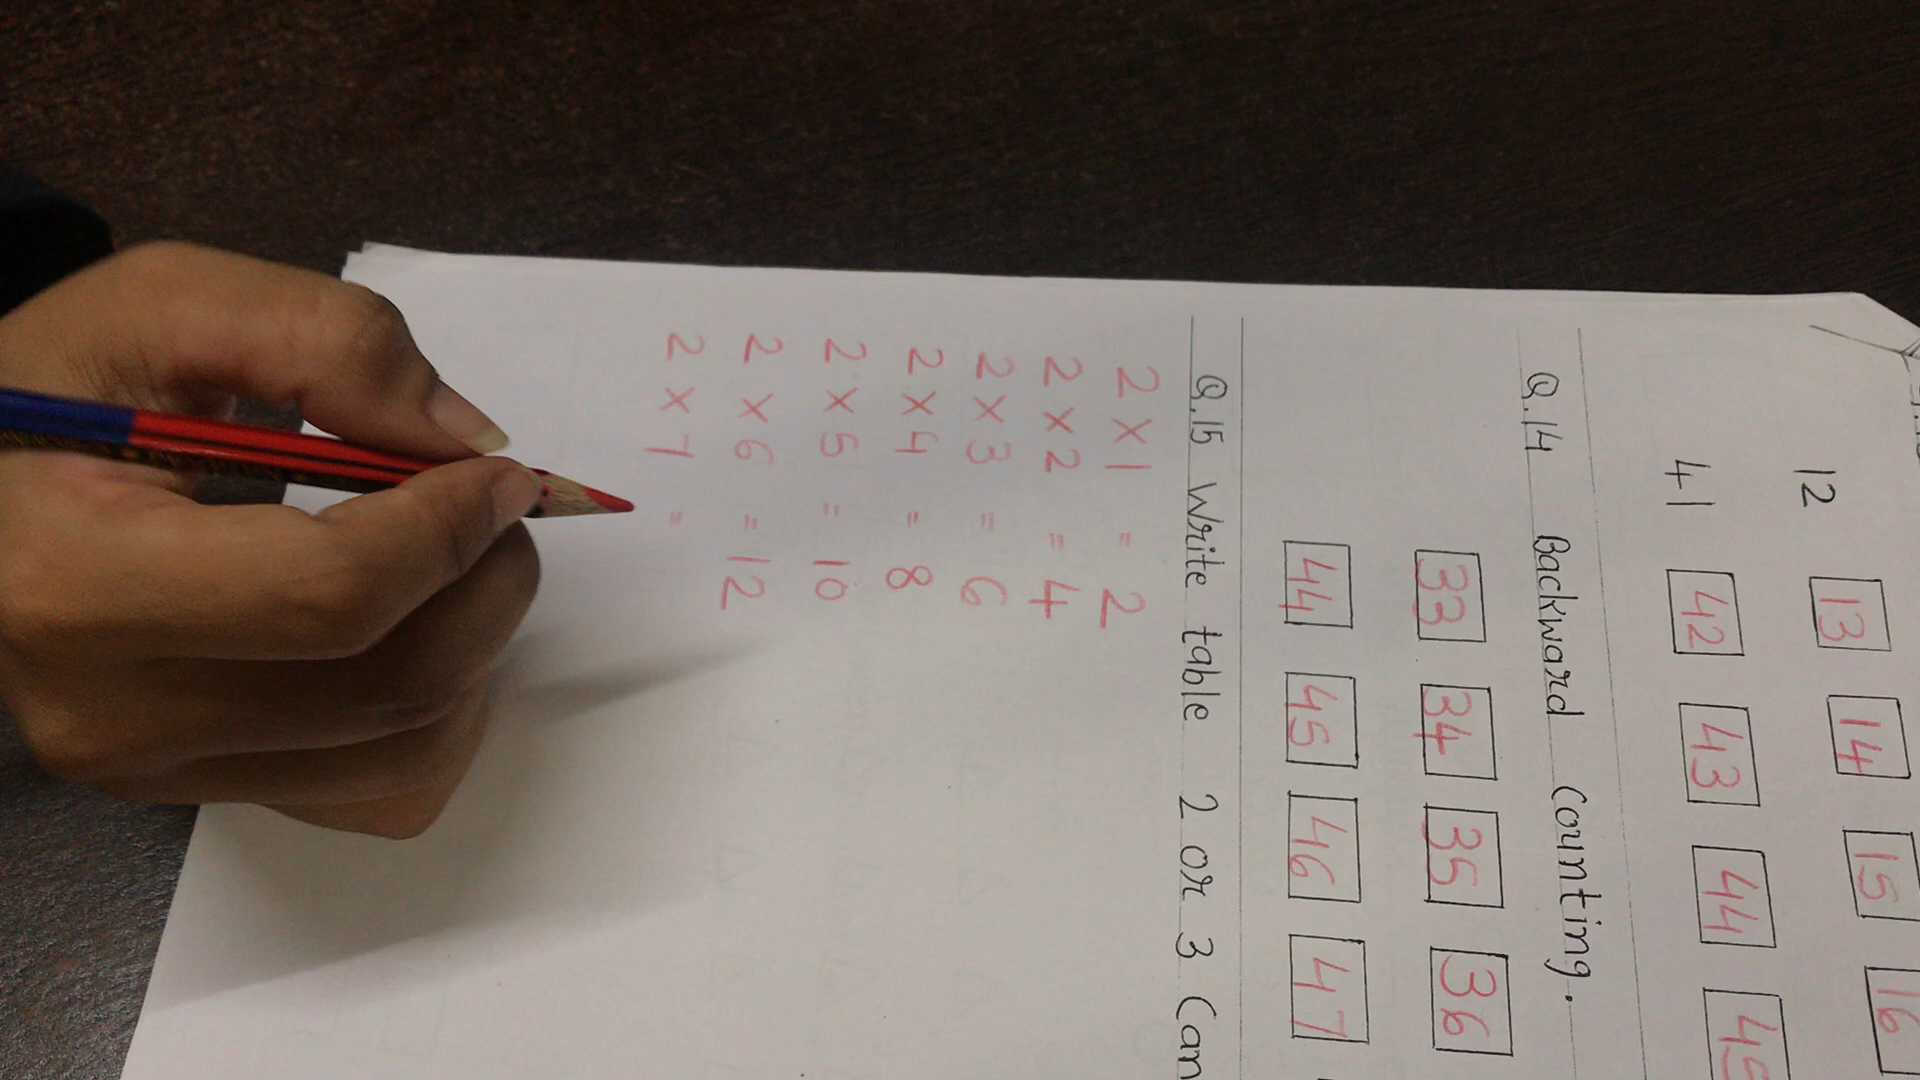 12 13 14 15 16
41 42 43 44 45
Q.14 Backward Counting.
33 34 35 36
44 45 46 47
Q.15 Write table 2 or 3 Can
2 × 1 = 2
2 × 2 = 4
2 × 3 = 6
2 × 4 = 8
2 × 5 = 10
2 × 6 = 12
2 × 7 =